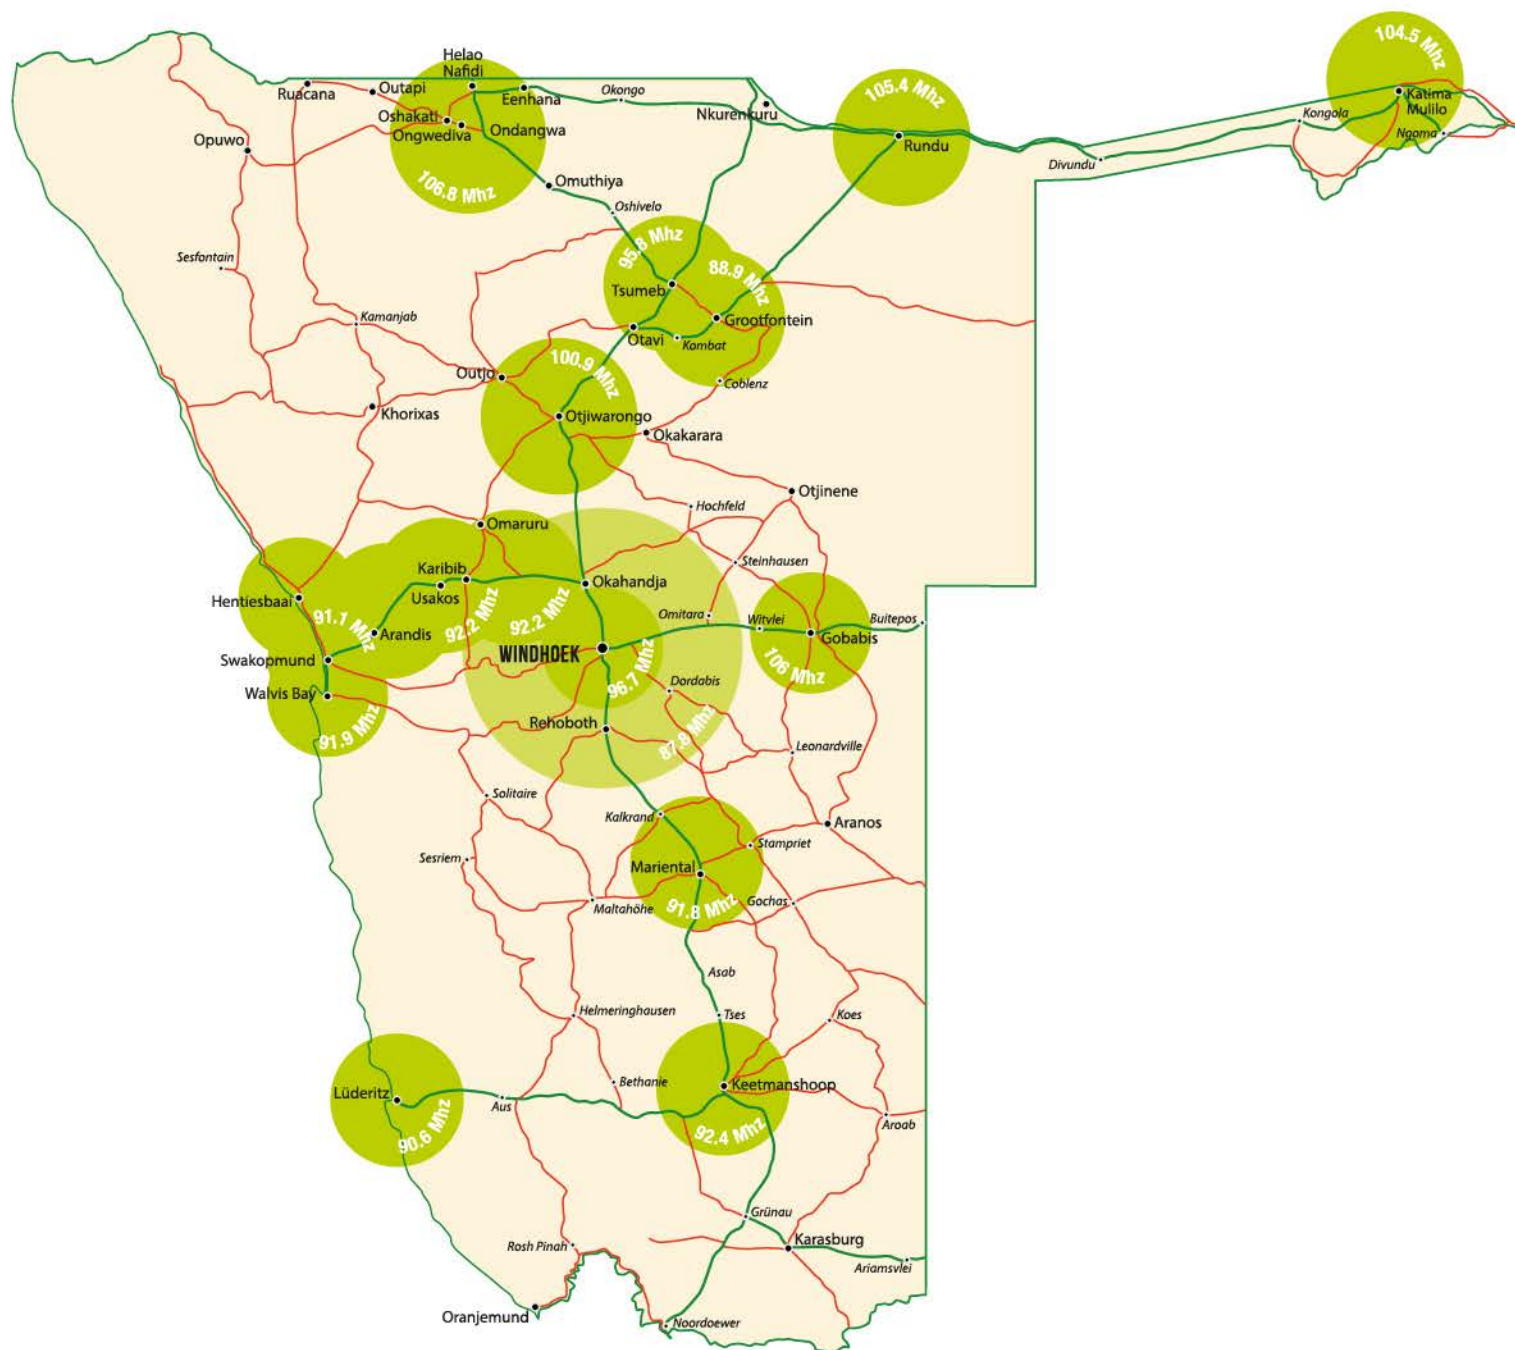 104.5 Mhz
Helao
Nafidi
Ruacana
Outapi
Eenhana
Okongo
105.4 Mhz
Katima
Mulilo
Nkurenkuru
Kongola
Ngoma
Oshakati
Ongwediva
Ondangwa
Opuwo
Rundu
Divundu
106.8 Mhz
Omuthiya
Oshivelo
Sesfontain
95.8 Mhz
88.9 Mhz
Tsumeb
Kamanjab
Grootfontein
Otavi
Kombat
100.9 Mhz
Outjo
Coblenz
Khorixas
Otjiwarongo
Okakarara
Otjinene
Hochfeld
Omaruru
Steinhausen
Karibib
Usakos
Okahandja
Hentiesbaai
91.1 Mhz
92.2 Mhz
92.2 Mhz
Omitara
Witvlei
Buitepos
Arandis
Gobabis
Swakopmund
WINDHOEK
106 Mhz
96.7 Mhz
Dordabis
Walvis Bay
91.9 Mhz
Rehoboth
87.8 Mhz
Leonardville
Solitaire
Kalkrand
Aranos
Stampriet
Sesriem
Mariental
Maltahöhe
91.8 Mhz
Gochas
Asab
Helmeringhausen
Tses
Koes
Lüderitz
Bethanie
Keetmanshoop
Aus
90.6 Mhz
92.4 Mhz
Aroab
Grünau
Rosh Pinah
Karasburg
Ariamsvlei
Oranjemund
Noordoewer